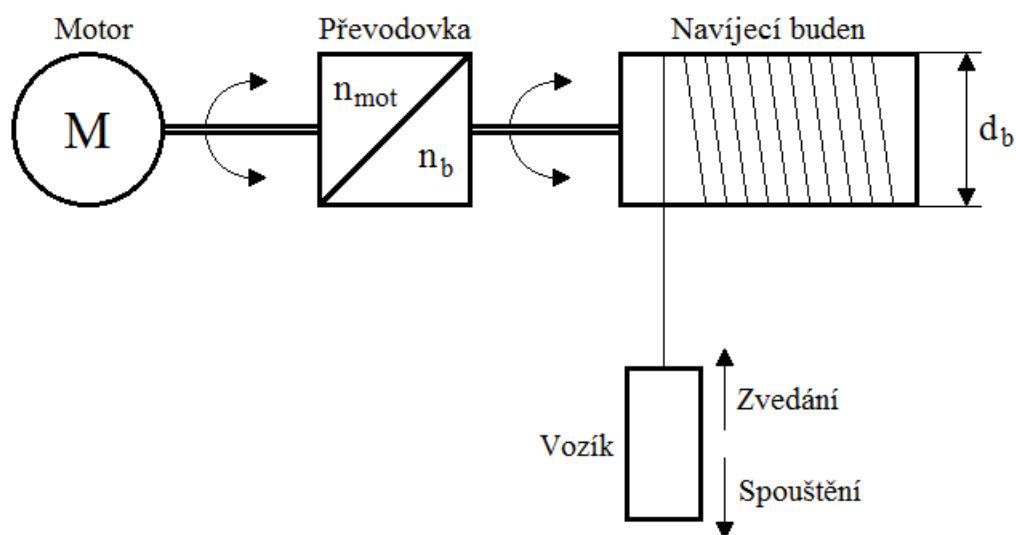 Motor
Převodovka
Navíjecí buden
M
n_mot
n_b
d_b
Vozík
Zvedání
Spouštění